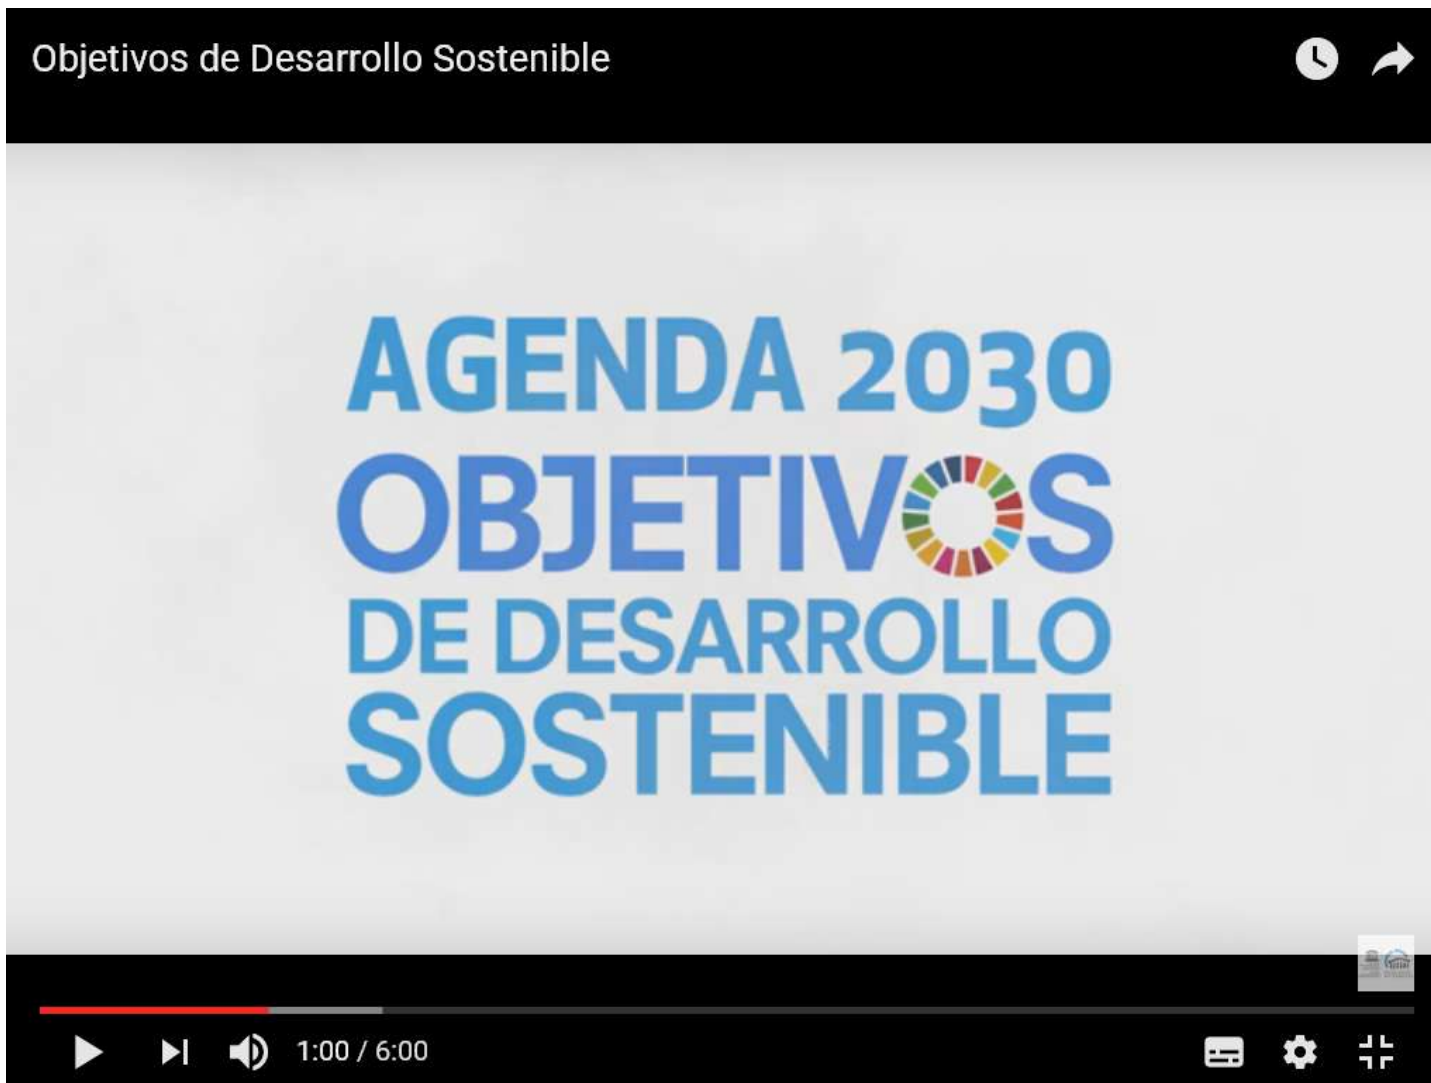 Objetivos de Desarrollo Sostenible
AGENDA 2030
OBJETIVOS
DE DESARROLLO
SOSTENIBLE
1:00 / 6:00